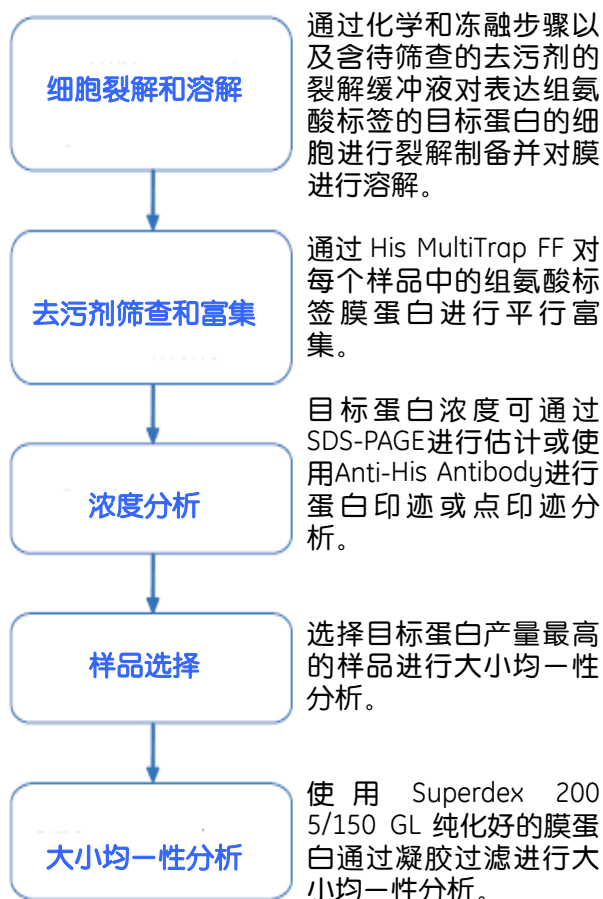 细胞裂解和溶解
通过化学和冻融步骤以
及含待筛查的去污剂的
裂解缓冲液对表达组氨
酸标签的目标蛋白的细
胞进行裂解制备并对膜
进行溶解。
去污剂筛查和富集
通过 His MultiTrap FF 对
每个样品中的组氨酸标
签膜蛋白进行平行富
集。
浓度分析
目标蛋白浓度可通过
SDS-PAGE进行估计或使
用Anti-His Antibody进行
蛋白印迹或点印迹分
析。
样品选择
选择目标蛋白产量最高
的样品进行大小均一性
分析。
大小均一性分析
使用 Superdex 200
5/150 GL 纯化好的膜蛋
白通过凝胶过滤进行大
小均一性分析。